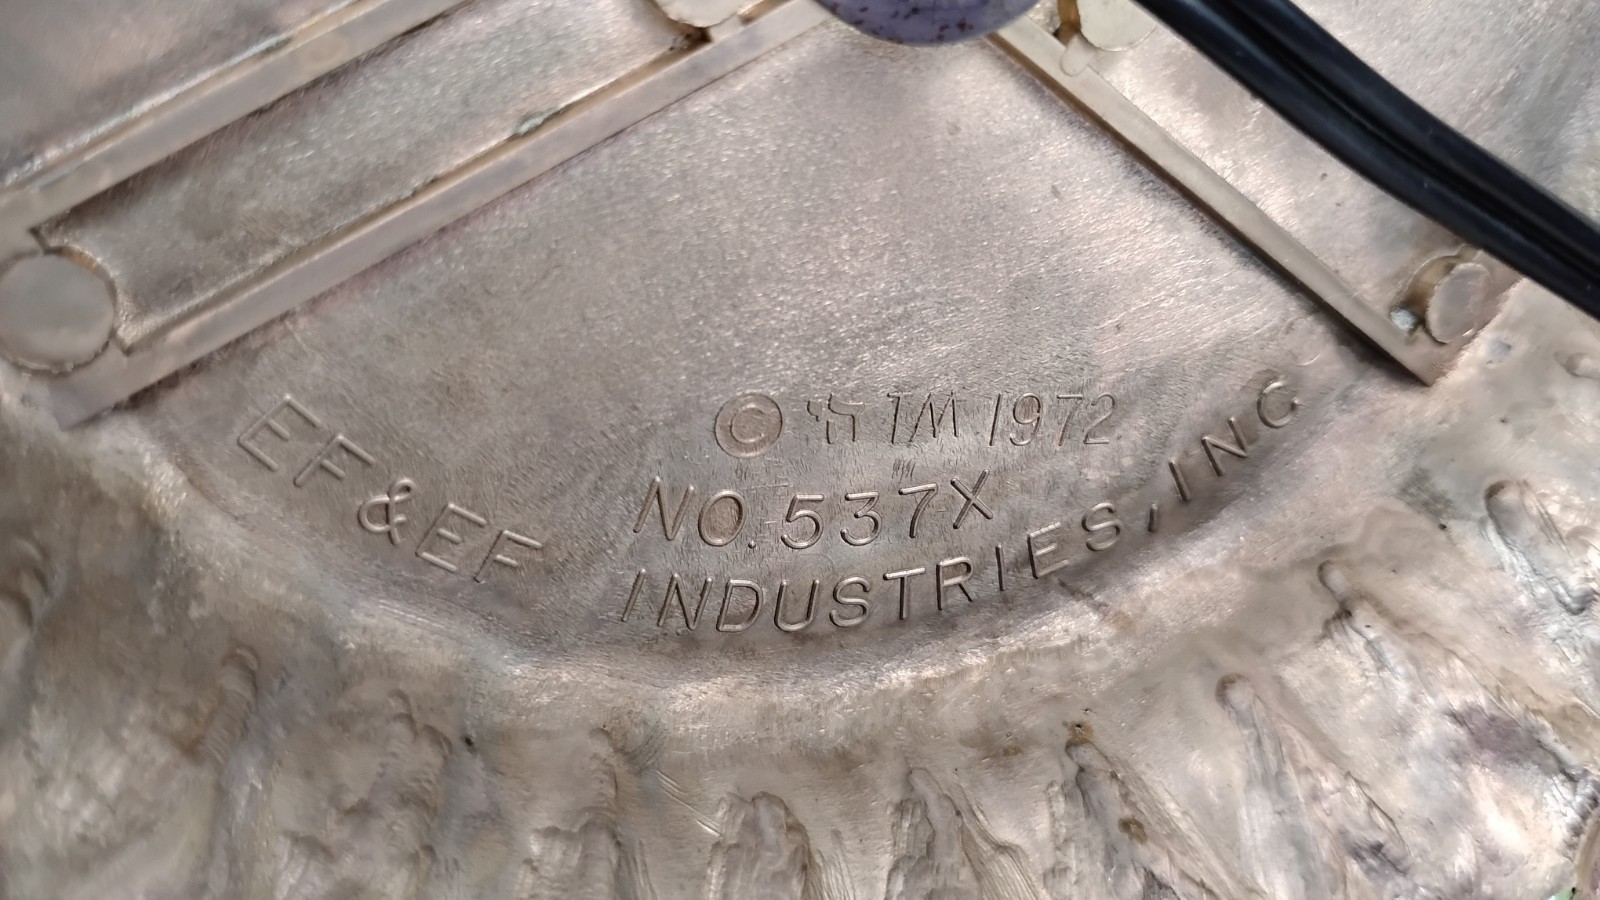 © TM 1972
NO. 537X
EF & EF INDUSTRIES, INC